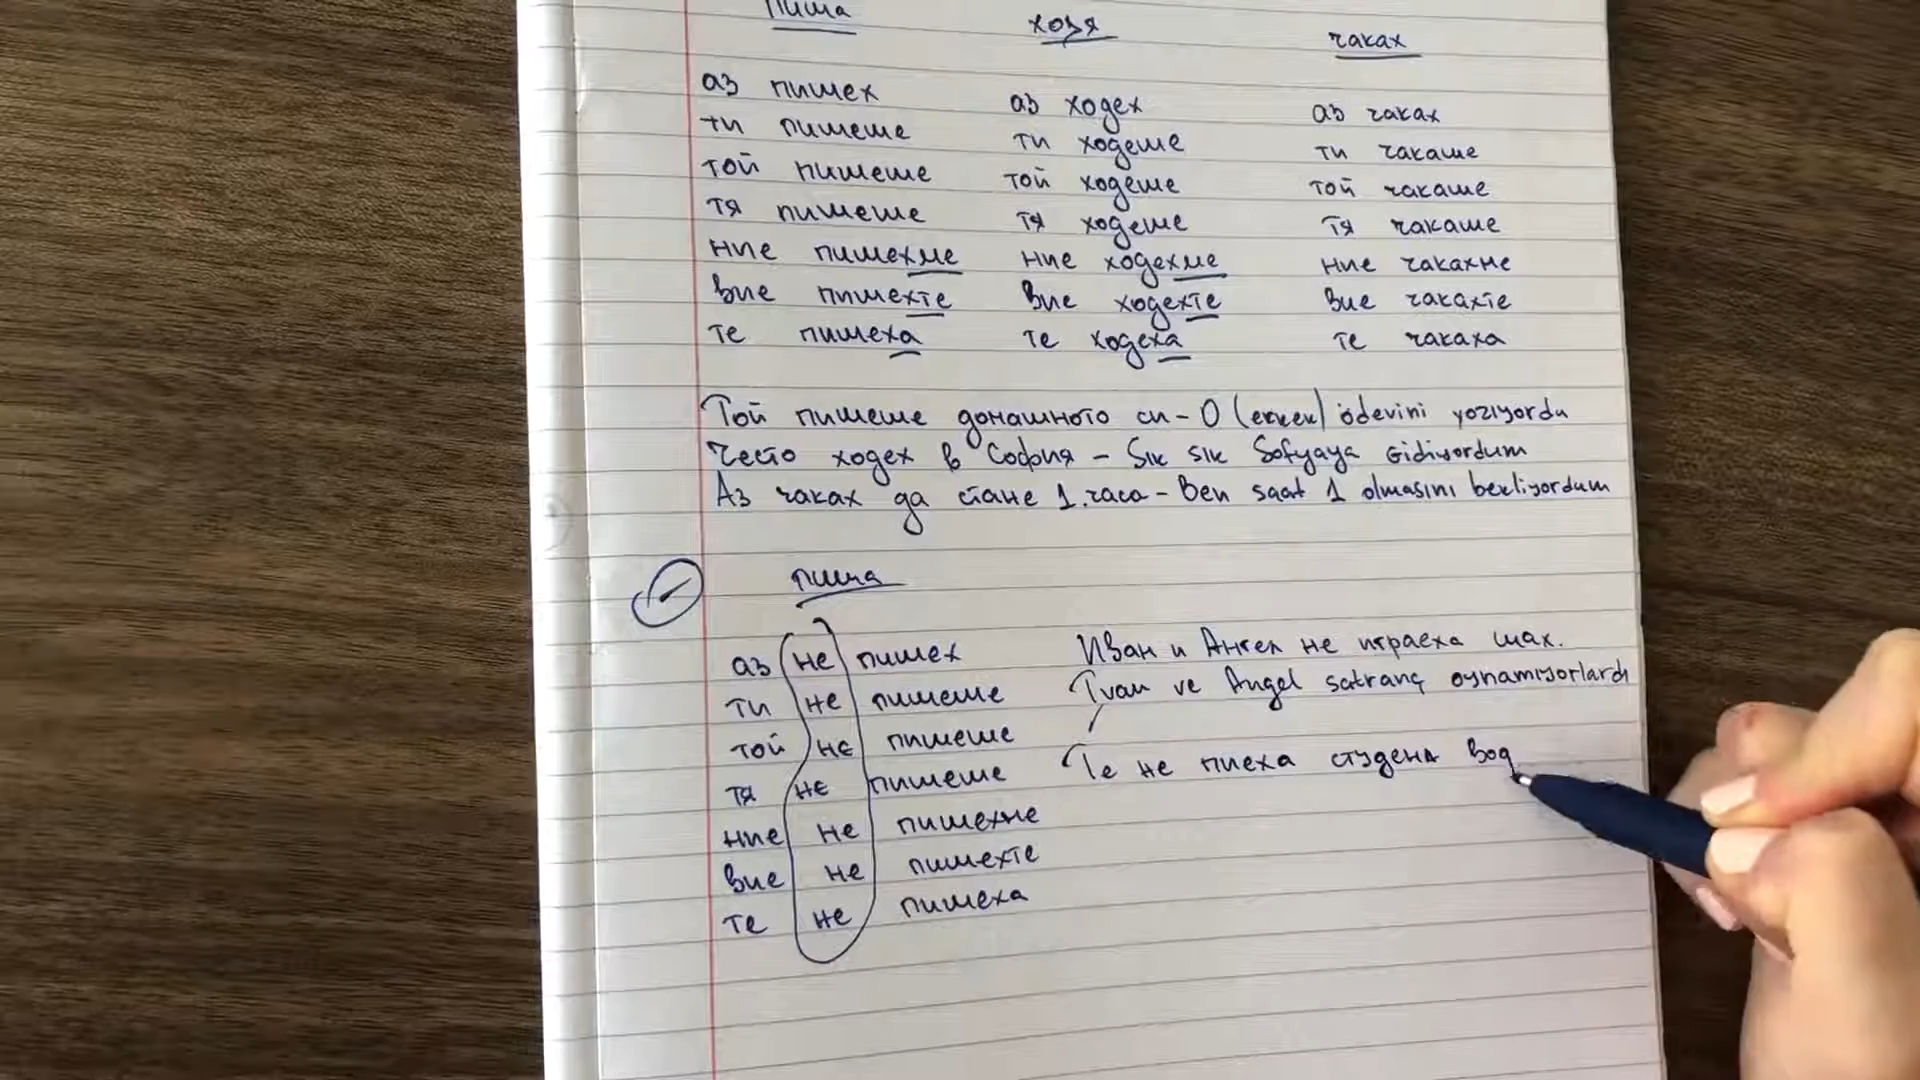 пиша ходя чаках
аз пишех аз ходех аз чаках
ти пишеше ти ходеше ти чакаше
той пишеше той ходеше той чакаше
тя пишеше тя ходеше тя чакаше
ние пишехме ние ходехме ние чакахме
вие пишехте вие ходехте вие чакахте
те пишеха те ходеха те чакаха
Той пишеше домашното си - O (erkek) ödevini yazıyordu
Често ходех в София - Sık sık Sofyaya gidiyordum
Аз чаках да стане 1.часа - Ben saat 1 olmasını bekliyordum
пиша
аз не пишех
ти не пишеше
той не пишеше
тя не пишеше
ние не пишехме
вие не пишехте
те не пишеха
Иван и Ангел не играеха шах.
Ivan ve Angel satranç oynamıyorlardı
Те не пиеха студена вод